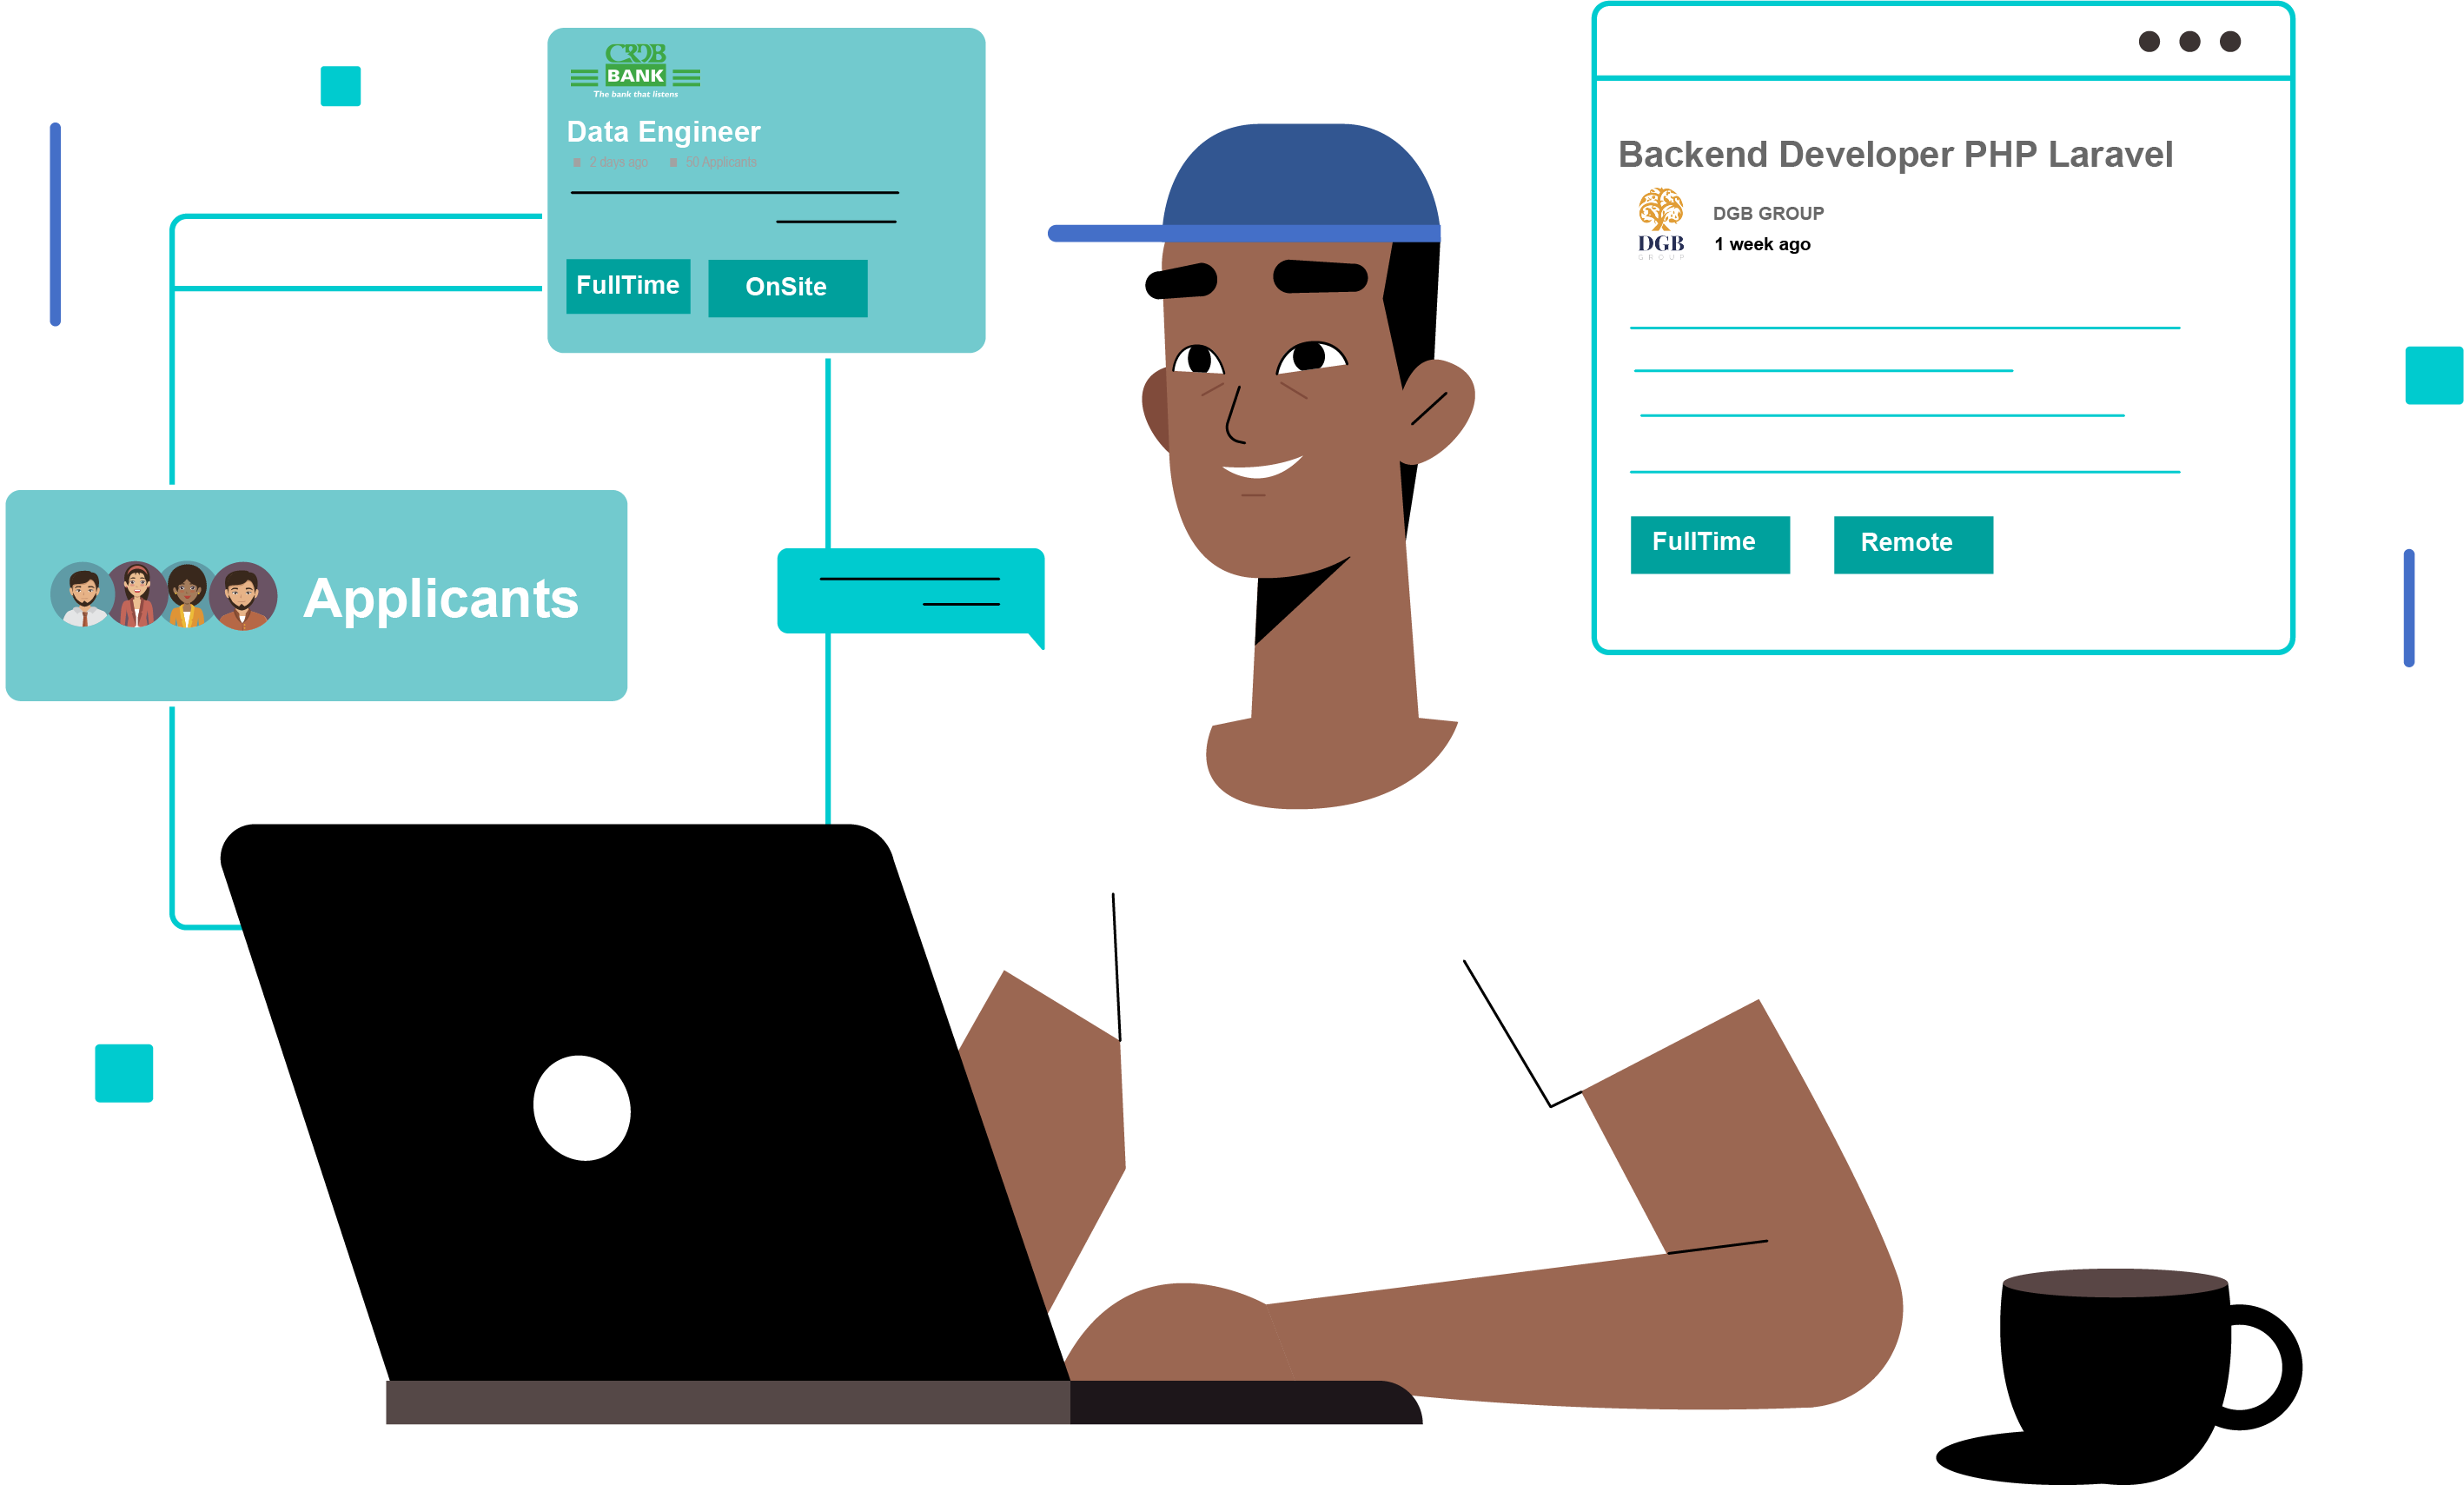 CRDB
BANK
The bank that listens
Data Engineer
2 days ago 50 Applicants
FullTime OnSite
Applicants
Backend Developer PHP Laravel
DGB GROUP
1 week ago
DGB
GROUP
FullTime Remote